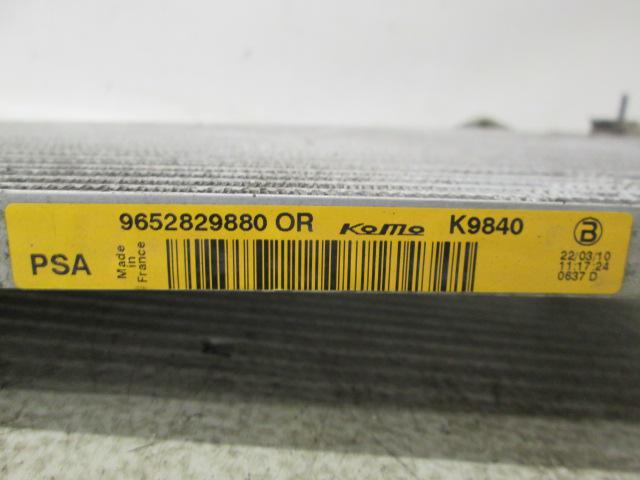 9652829880 OR KoMo K9840
PSA
Made
in
France
B
22/03/10
11:17:24
0637 D